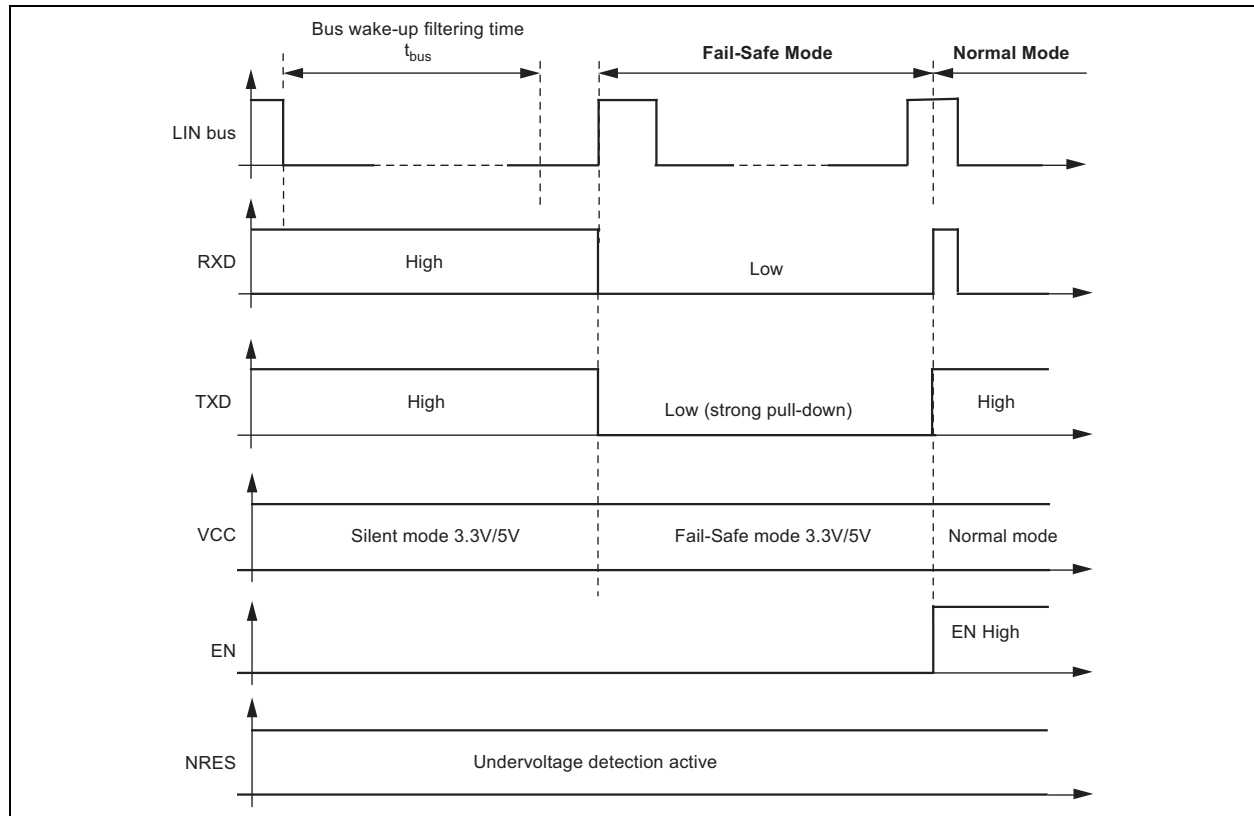 Bus wake-up filtering time
tbus
Fail-Safe Mode
Normal Mode
LIN bus
RXD
High
Low
TXD
High
Low (strong pull-down)
High
VCC
Silent mode 3.3V/5V
Fail-Safe mode 3.3V/5V
Normal mode
EN
EN High
NRES
Undervoltage detection active